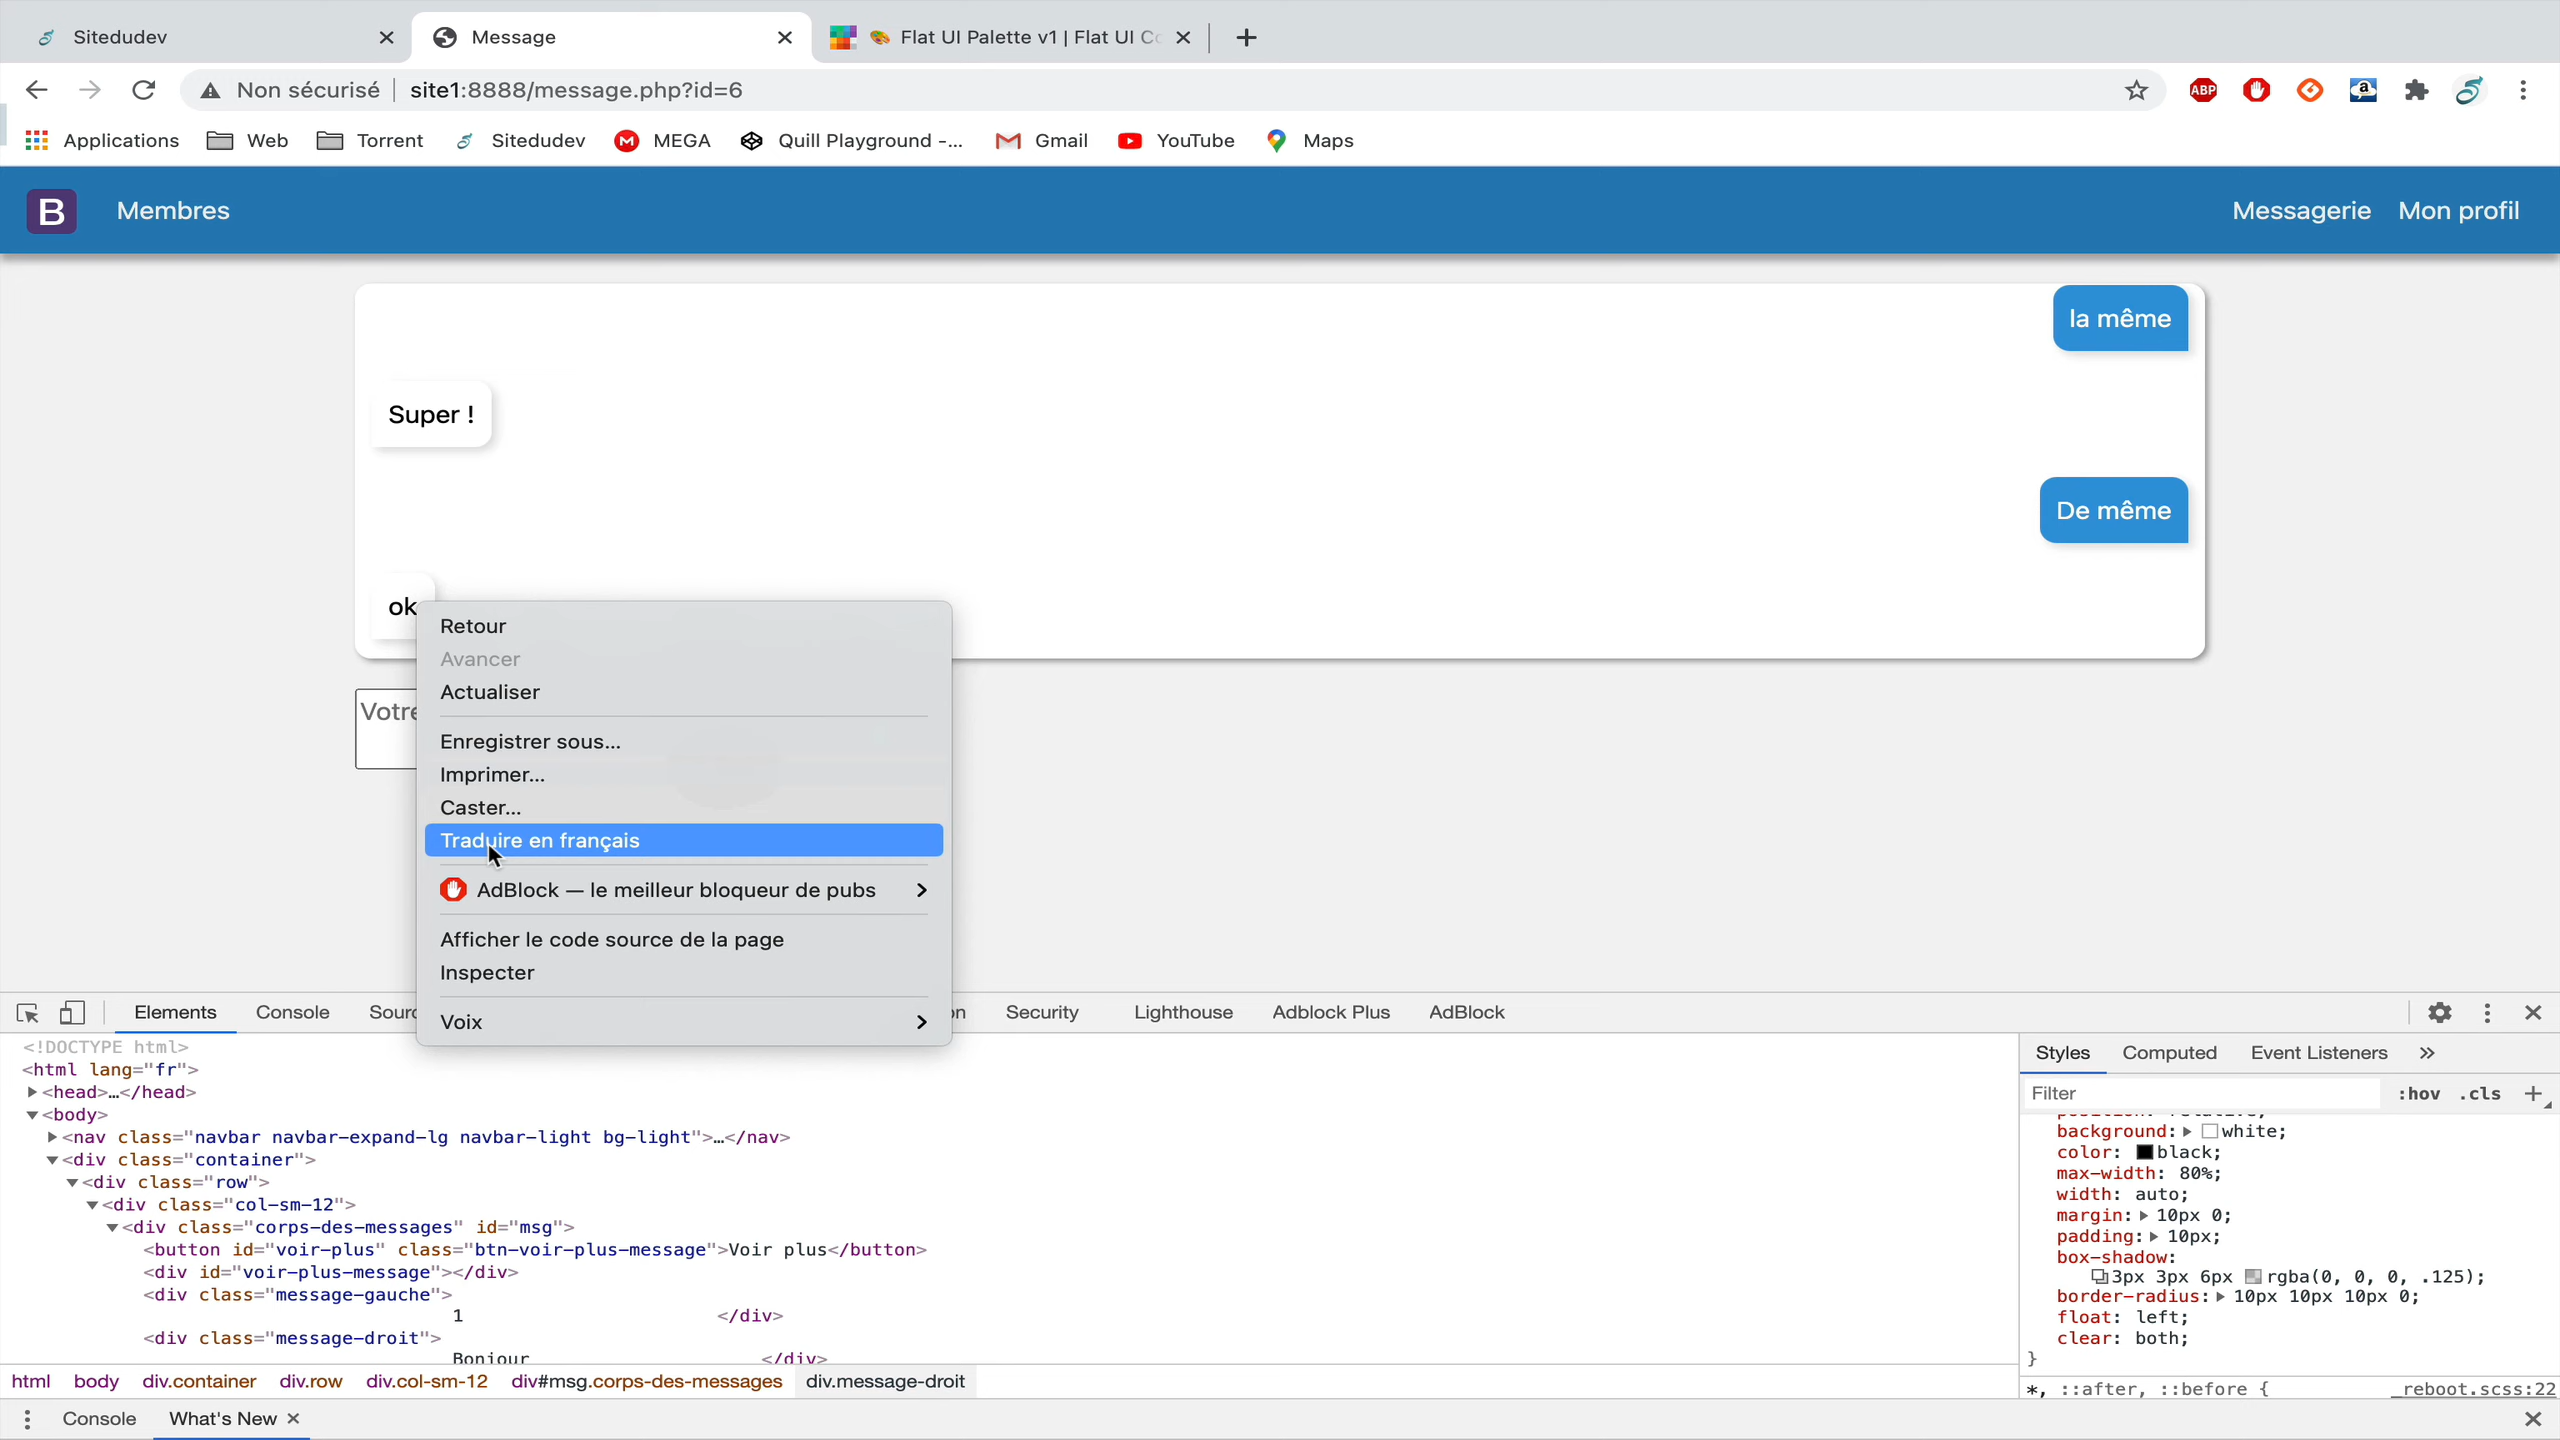 Sitedudev
Message
Flat UI Palette v1 | Flat UI Co
Non sécurisé
site1:8888/message.php?id=6
ABP
a
Applications
Web
Torrent
Sitedudev
M
MEGA
Quill Playground -...
Gmail
YouTube
Maps
B
Membres
Messagerie
Mon profil
la même
Super !
De même
ok
Votre
Retour
Avancer
Actualiser
Enregistrer sous...
Imprimer...
Caster...
Traduire en français
AdBlock — le meilleur bloqueur de pubs
Afficher le code source de la page
Inspecter
Voix
Elements
Console
Sour
on
Security
Lighthouse
Adblock Plus
AdBlock
<!DOCTYPE html>
<html lang="fr">
<head>…</head>
<body>
<nav class="navbar navbar-expand-lg navbar-light bg-light">…</nav>
<div class="container">
<div class="row">
<div class="col-sm-12">
<div class="corps-des-messages" id="msg">
<button id="voir-plus" class="btn-voir-plus-message">Voir plus</button>
<div id="voir-plus-message"></div>
<div class="message-gauche">
1 </div>
<div class="message-droit">
Bonjour </div>
Styles
Computed
Event Listeners
Filter
:hov .cls
position: relative;
background: white;
color: black;
max-width: 80%;
width: auto;
margin: 10px 0;
padding: 10px;
box-shadow:
3px 3px 6px rgba(0, 0, 0, .125);
border-radius: 10px 10px 10px 0;
float: left;
clear: both;
}
*, ::after, ::before { _reboot.scss:22
html body div.container div.row div.col-sm-12 div#msg.corps-des-messages div.message-droit
Console
What's New